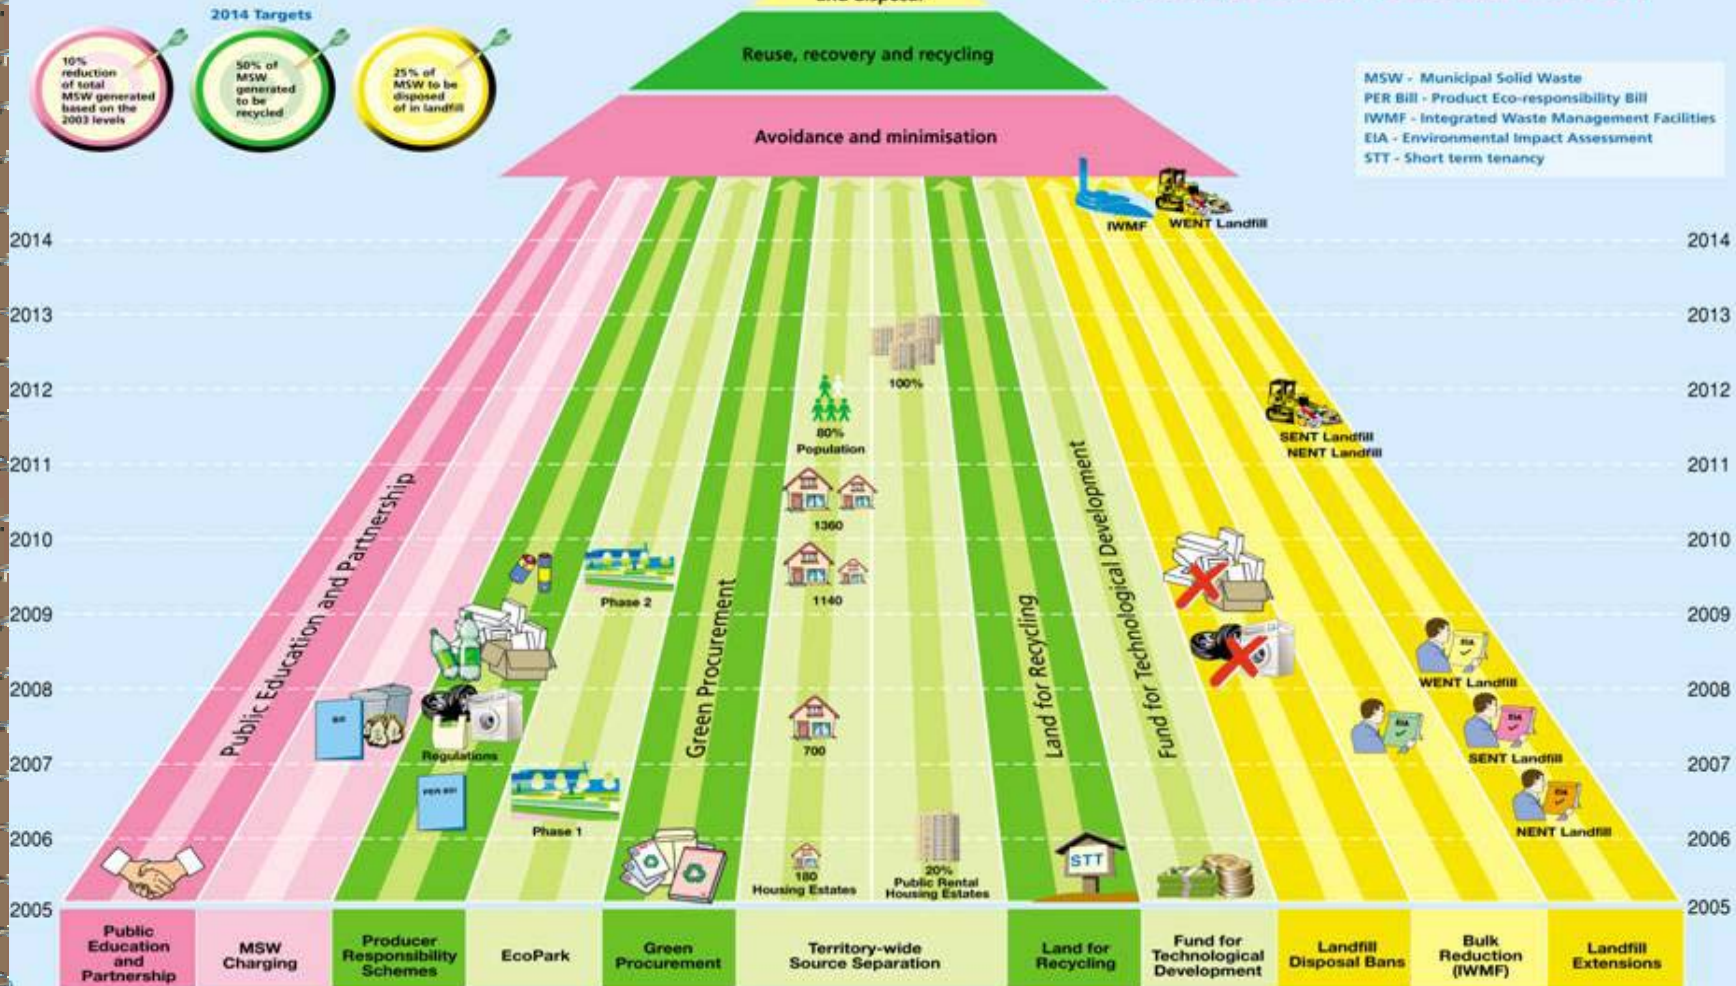 2014 Targets
10%
reduction
of total
MSW generated
based on the
2003 levels
50% of
MSW
generated
to be
recycled
25% of
MSW to be
disposed
of in landfill
and disposal
Reuse, recovery and recycling
Avoidance and minimisation
MSW - Municipal Solid Waste
PER Bill - Product Eco-responsibility Bill
IWMF - Integrated Waste Management Facilities
EIA - Environmental Impact Assessment
STT - Short term tenancy
IWMF
WENT Landfill
2014
2014
2013
2013
100%
2012
2012
80%
Population
SENT Landfill
NENT Landfill
2011
2011
1360
2010
2010
Phase 2
1140
2009
2009
EIA
WENT Landfill
2008
2008
Bill
Regulations
700
EIA
EIA
SENT Landfill
2007
2007
PER Bill
Phase 1
EIA
NENT Landfill
2006
2006
Public Education and Partnership
Green Procurement
Land for Recycling
Fund for Technological Development
180
Housing Estates
20%
Public Rental
Housing Estates
STT
2005
2005
Public
Education
and
Partnership
MSW
Charging
Producer
Responsibility
Schemes
EcoPark
Green
Procurement
Territory-wide
Source Separation
Land for
Recycling
Fund for
Technological
Development
Landfill
Disposal Bans
Bulk
Reduction
(IWMF)
Landfill
Extensions